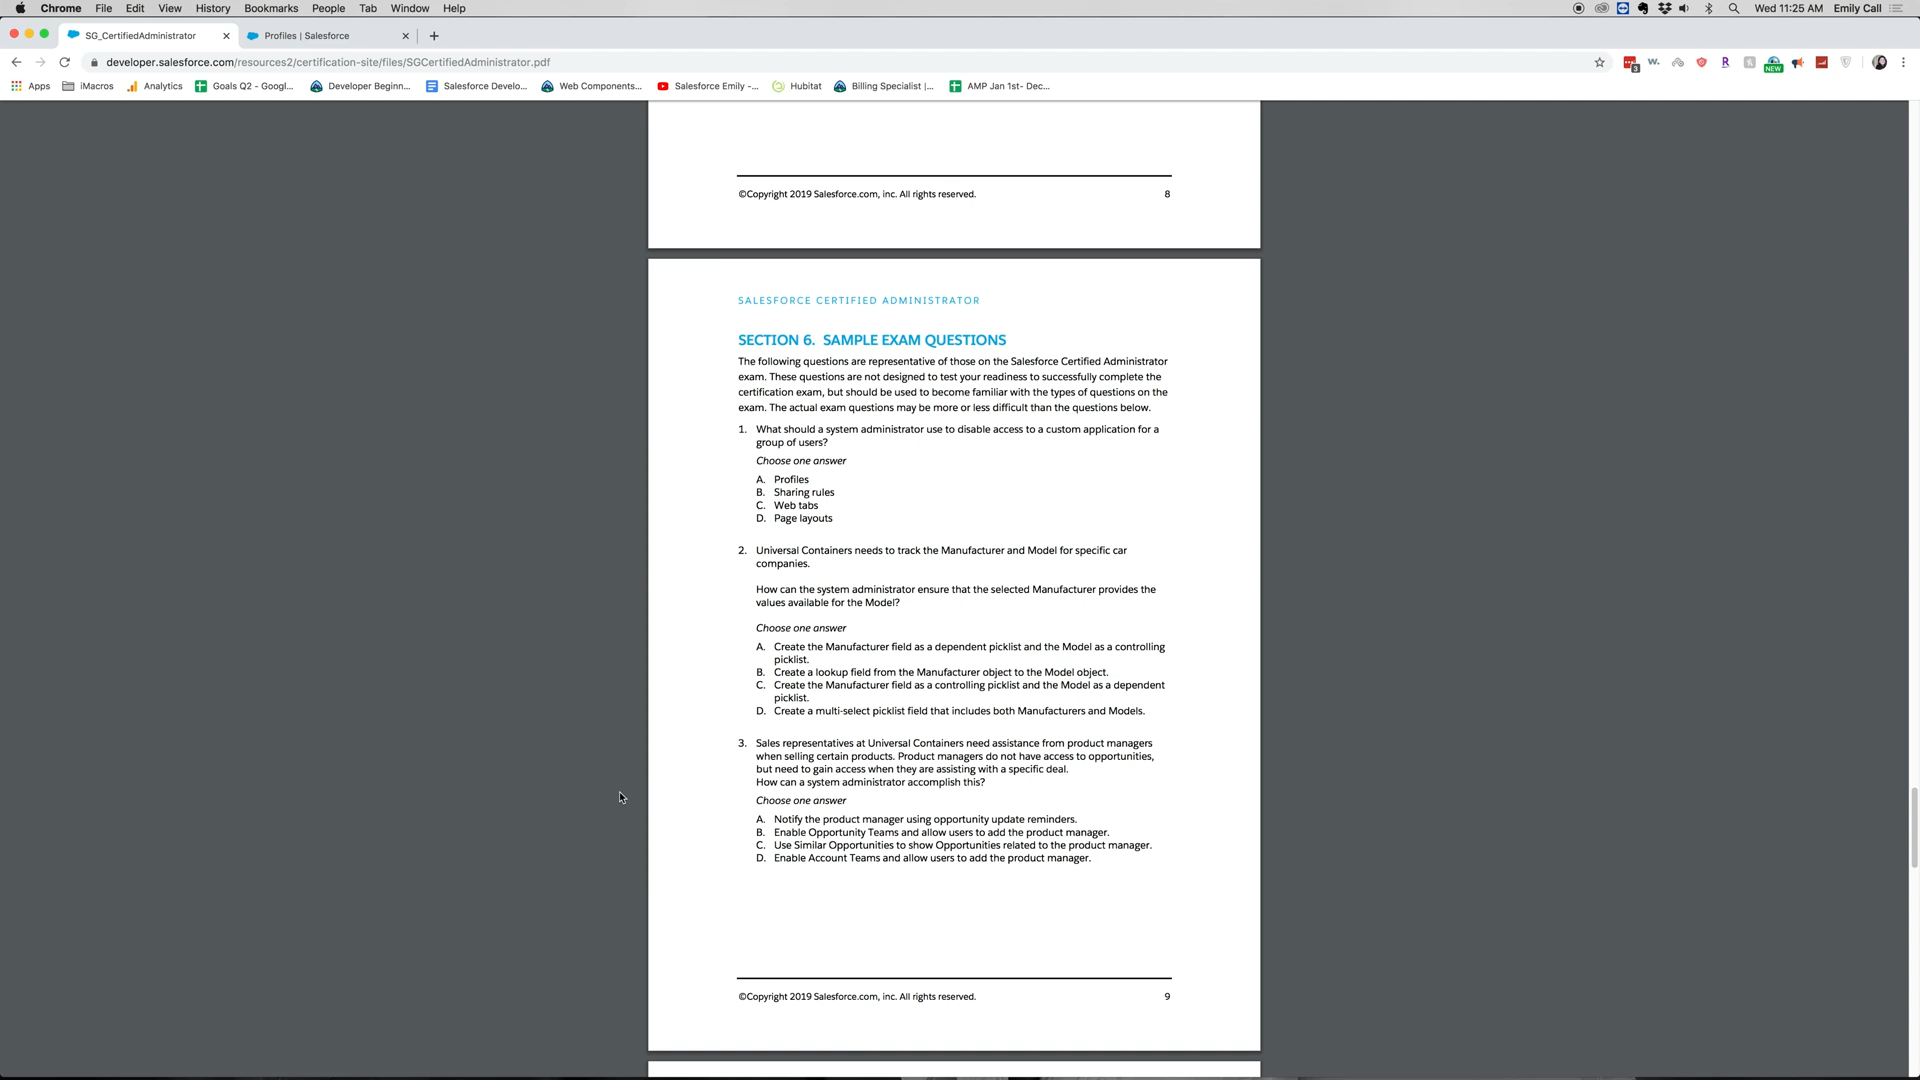 Chrome File Edit View History Bookmarks People Tab Window Help
Wed 11:25 AM Emily Call
SG_CertifiedAdministrator
Profiles | Salesforce
developer.salesforce.com/resources2/certification-site/files/SGCertifiedAdministrator.pdf
3
w.
R
NEW
Apps iMacros Analytics Goals Q2 - Googl... Developer Beginn... Salesforce Develo... Web Components... Salesforce Emily -... Hubitat Billing Specialist |... AMP Jan 1st- Dec...
©Copyright 2019 Salesforce.com, inc. All rights reserved. 8
SALESFORCE CERTIFIED ADMINISTRATOR
SECTION 6. SAMPLE EXAM QUESTIONS
The following questions are representative of those on the Salesforce Certified Administrator
exam. These questions are not designed to test your readiness to successfully complete the
certification exam, but should be used to become familiar with the types of questions on the
exam. The actual exam questions may be more or less difficult than the questions below.
1. What should a system administrator use to disable access to a custom application for a
group of users?
Choose one answer
A. Profiles
B. Sharing rules
C. Web tabs
D. Page layouts
2. Universal Containers needs to track the Manufacturer and Model for specific car
companies.
How can the system administrator ensure that the selected Manufacturer provides the
values available for the Model?
Choose one answer
A. Create the Manufacturer field as a dependent picklist and the Model as a controlling
picklist.
B. Create a lookup field from the Manufacturer object to the Model object.
C. Create the Manufacturer field as a controlling picklist and the Model as a dependent
picklist.
D. Create a multi-select picklist field that includes both Manufacturers and Models.
3. Sales representatives at Universal Containers need assistance from product managers
when selling certain products. Product managers do not have access to opportunities,
but need to gain access when they are assisting with a specific deal.
How can a system administrator accomplish this?
Choose one answer
A. Notify the product manager using opportunity update reminders.
B. Enable Opportunity Teams and allow users to add the product manager.
C. Use Similar Opportunities to show Opportunities related to the product manager.
D. Enable Account Teams and allow users to add the product manager.
©Copyright 2019 Salesforce.com, inc. All rights reserved. 9